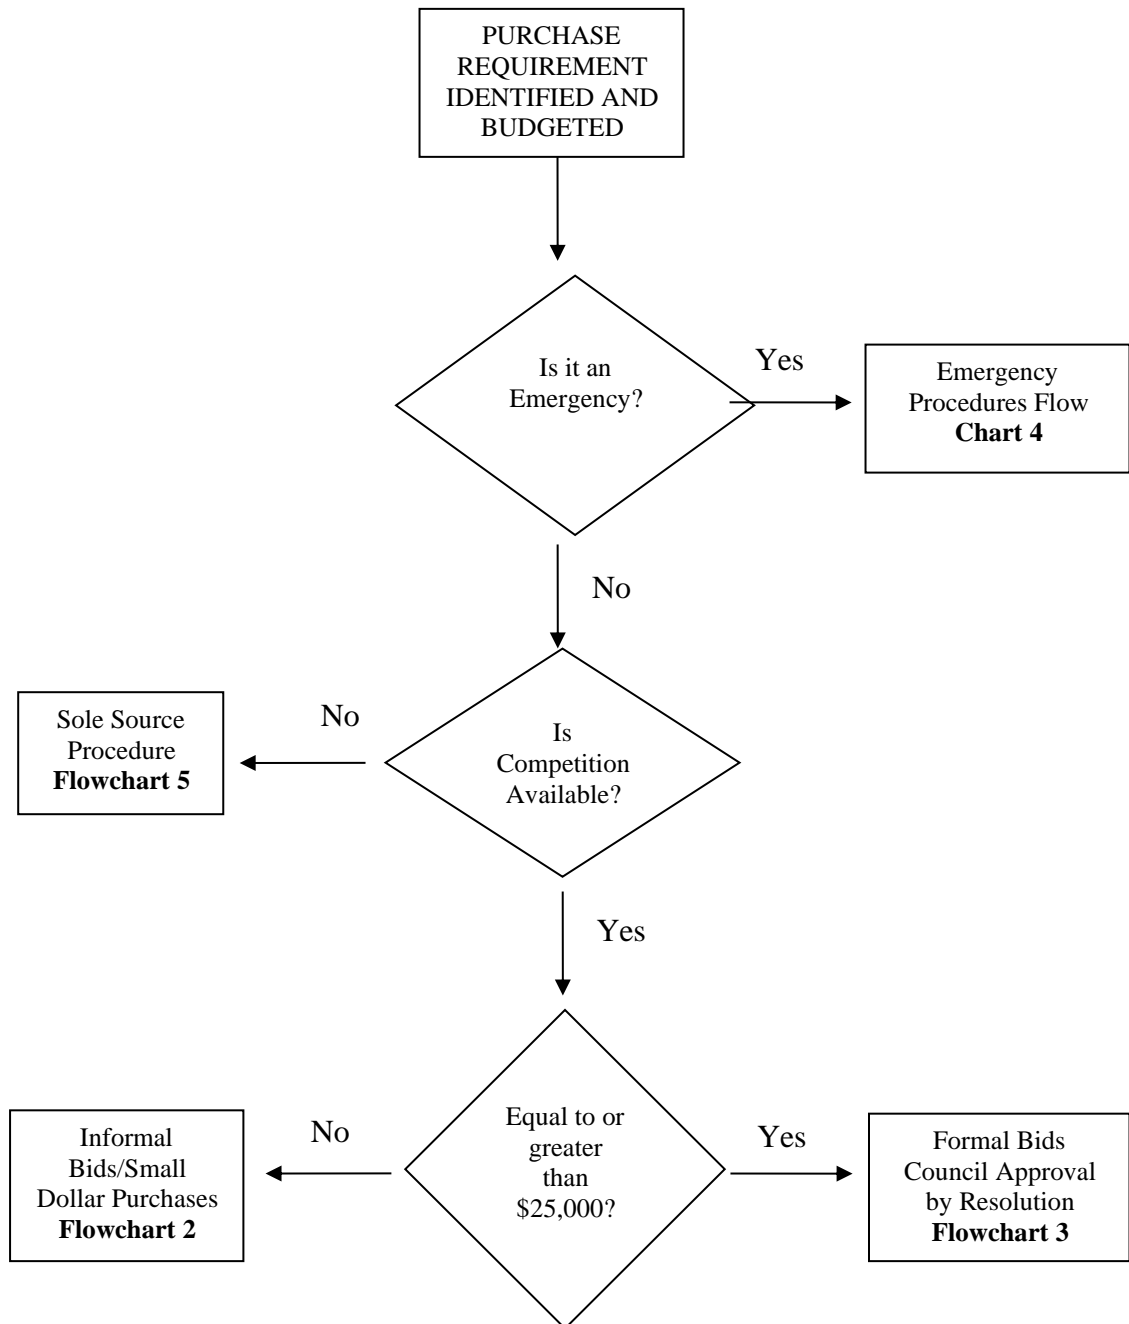 PURCHASE
REQUIREMENT
IDENTIFIED AND
BUDGETED
Is it an
Emergency?
Yes
Emergency
Procedures Flow
Chart 4
No
Sole Source
Procedure
Flowchart 5
No
Is
Competition
Available?
Yes
Informal
Bids/Small
Dollar Purchases
Flowchart 2
No
Equal to or
greater
than
$25,000?
Yes
Formal Bids
Council Approval
by Resolution
Flowchart 3